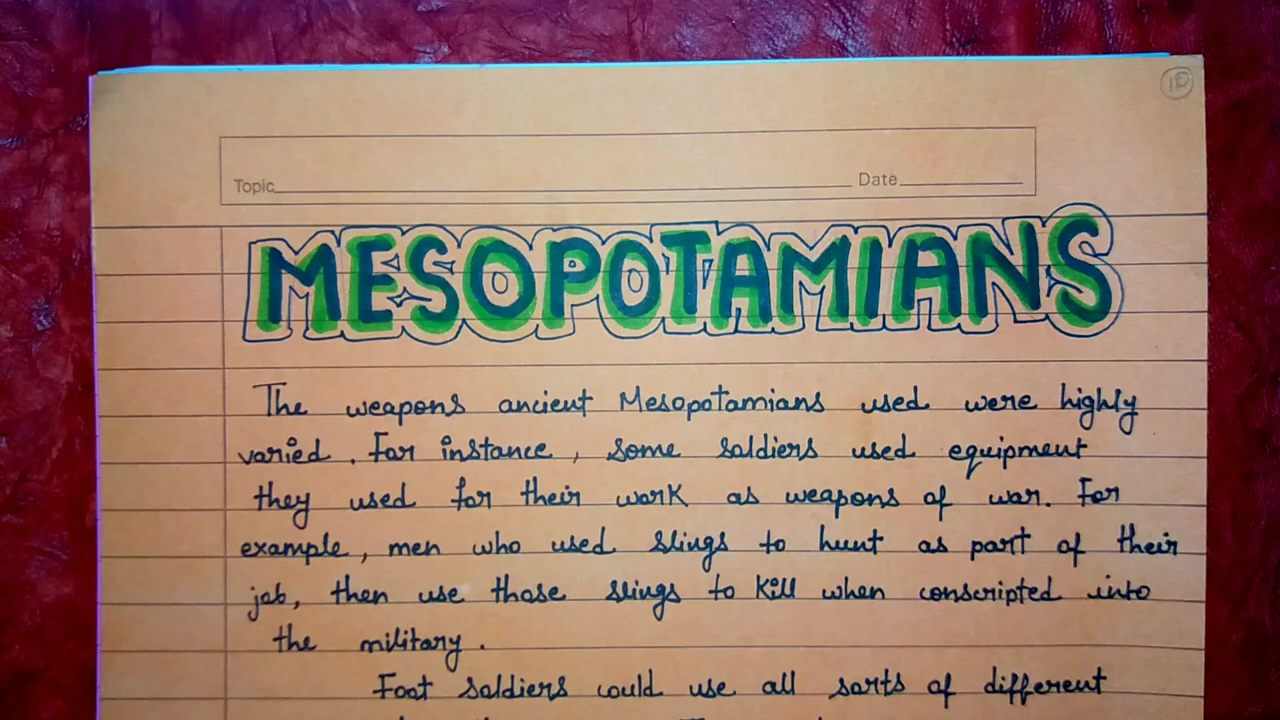 Topic Date
MESOPOTAMIANS
The weapons ancient Mesopotamians used were highly
varied. For instance, some soldiers used equipment
they used for their work as weapons of war. For
example, men who used slings to hunt as part of their
job, then use those slings to kill when conscripted into
the military.
Foot soldiers could use all sorts of different